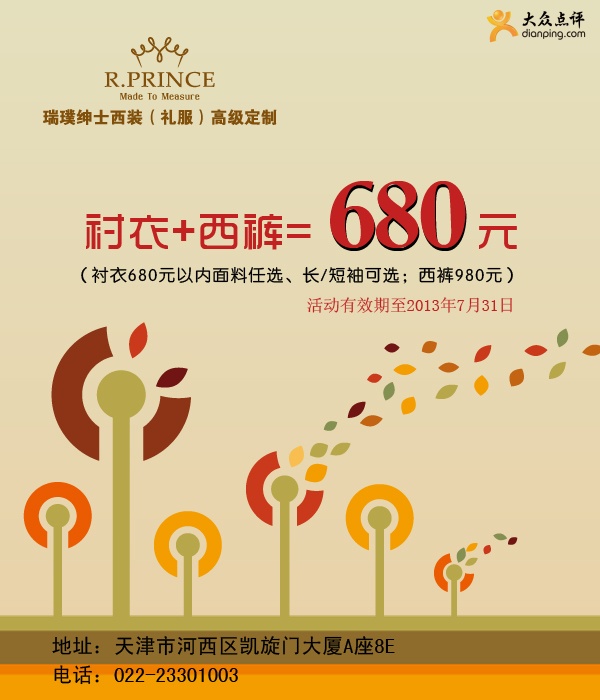 大众点评
dianping.com
R.PRINCE
Made To Measure
瑞璞绅士西装（礼服）高级定制
衬衣+西裤=680元
（衬衣680元以内面料任选、长/短袖可选；西裤980元）
活动有效期至2013年7月31日
地址：天津市河西区凯旋门大厦A座8E
电话：022-23301003